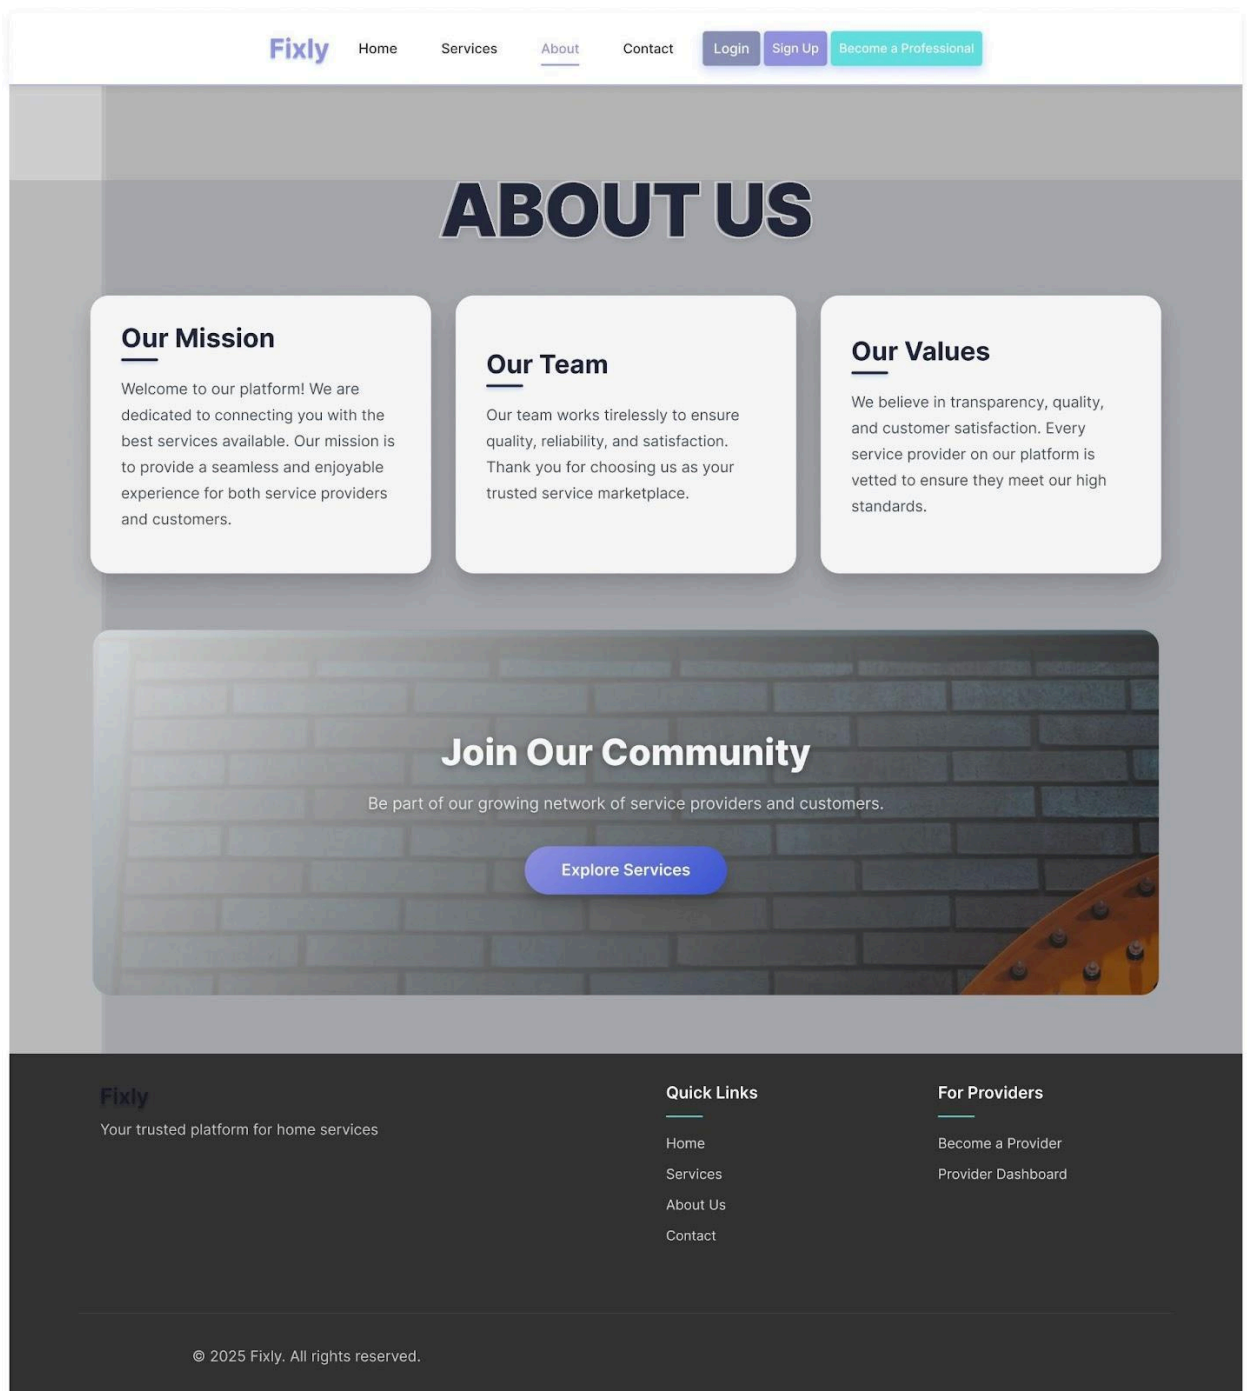 Fixly Home Services About Contact Login Sign Up Become a Professional
ABOUT US
Our Mission
Welcome to our platform! We are
dedicated to connecting you with the
best services available. Our mission is
to provide a seamless and enjoyable
experience for both service providers
and customers.
Our Team
Our team works tirelessly to ensure
quality, reliability, and satisfaction.
Thank you for choosing us as your
trusted service marketplace.
Our Values
We believe in transparency, quality,
and customer satisfaction. Every
service provider on our platform is
vetted to ensure they meet our high
standards.
Join Our Community
Be part of our growing network of service providers and customers.
Explore Services
Fixly
Your trusted platform for home services
Quick Links
Home
Services
About Us
Contact
For Providers
Become a Provider
Provider Dashboard
© 2025 Fixly. All rights reserved.